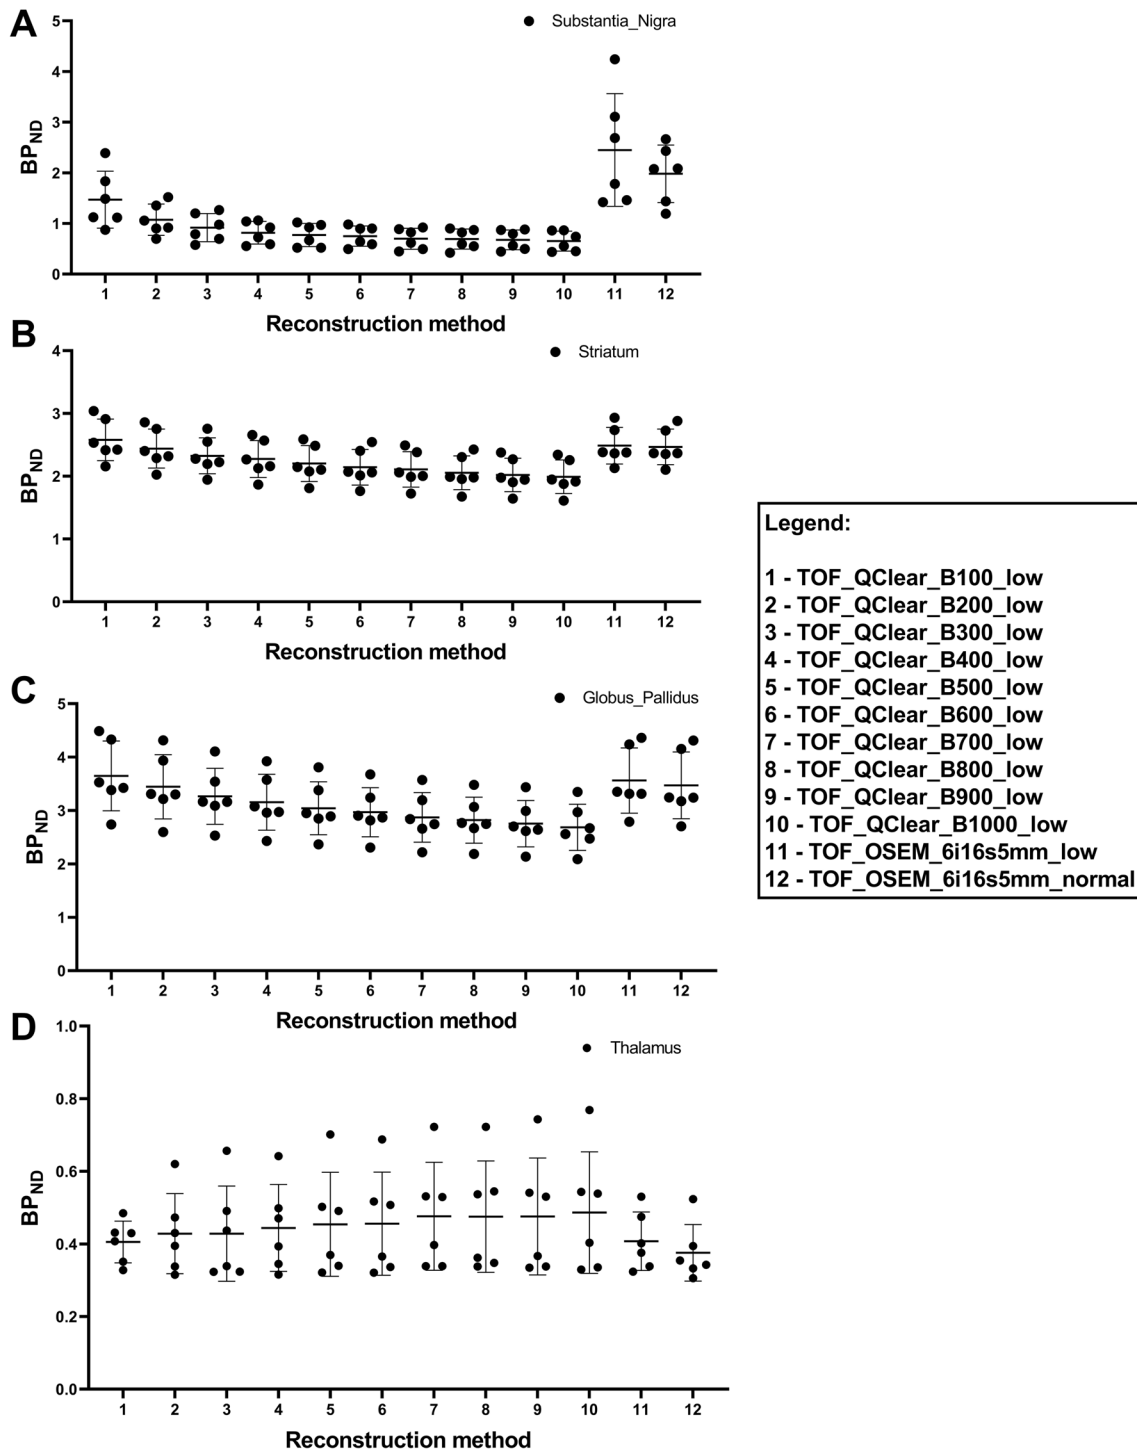 A
Substantia_Nigra
5
4
3
2
1
0
BPND
1 2 3 4 5 6 7 8 9 10 11 12
Reconstruction method
B
Striatum
4
3
2
1
0
BPND
1 2 3 4 5 6 7 8 9 10 11 12
Reconstruction method
C
Globus_Pallidus
5
4
3
2
1
0
BPND
1 2 3 4 5 6 7 8 9 10 11 12
Reconstruction method
D
Thalamus
1.0
0.8
0.6
0.4
0.2
0.0
BPND
1 2 3 4 5 6 7 8 9 10 11 12
Reconstruction method
Legend:
1 - TOF_QClear_B100_low
2 - TOF_QClear_B200_low
3 - TOF_QClear_B300_low
4 - TOF_QClear_B400_low
5 - TOF_QClear_B500_low
6 - TOF_QClear_B600_low
7 - TOF_QClear_B700_low
8 - TOF_QClear_B800_low
9 - TOF_QClear_B900_low
10 - TOF_QClear_B1000_low
11 - TOF_OSEM_6i16s5mm_low
12 - TOF_OSEM_6i16s5mm_normal